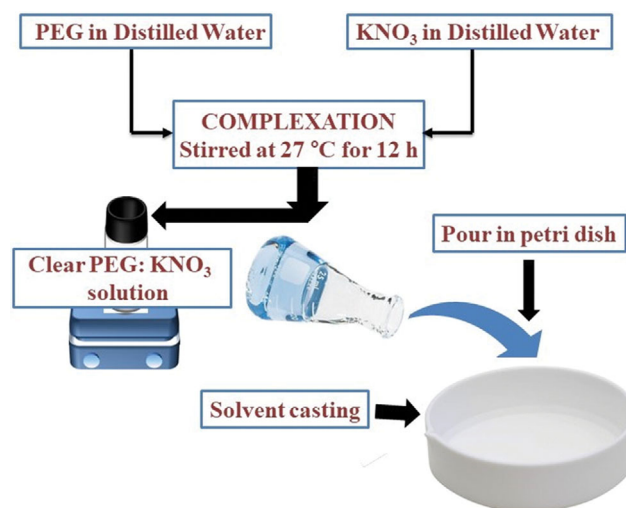 PEG in Distilled Water
KNO₃ in Distilled Water
COMPLEXATION
Stirred at 27 °C for 12 h
Clear PEG: KNO₃
solution
Pour in petri dish
Solvent casting